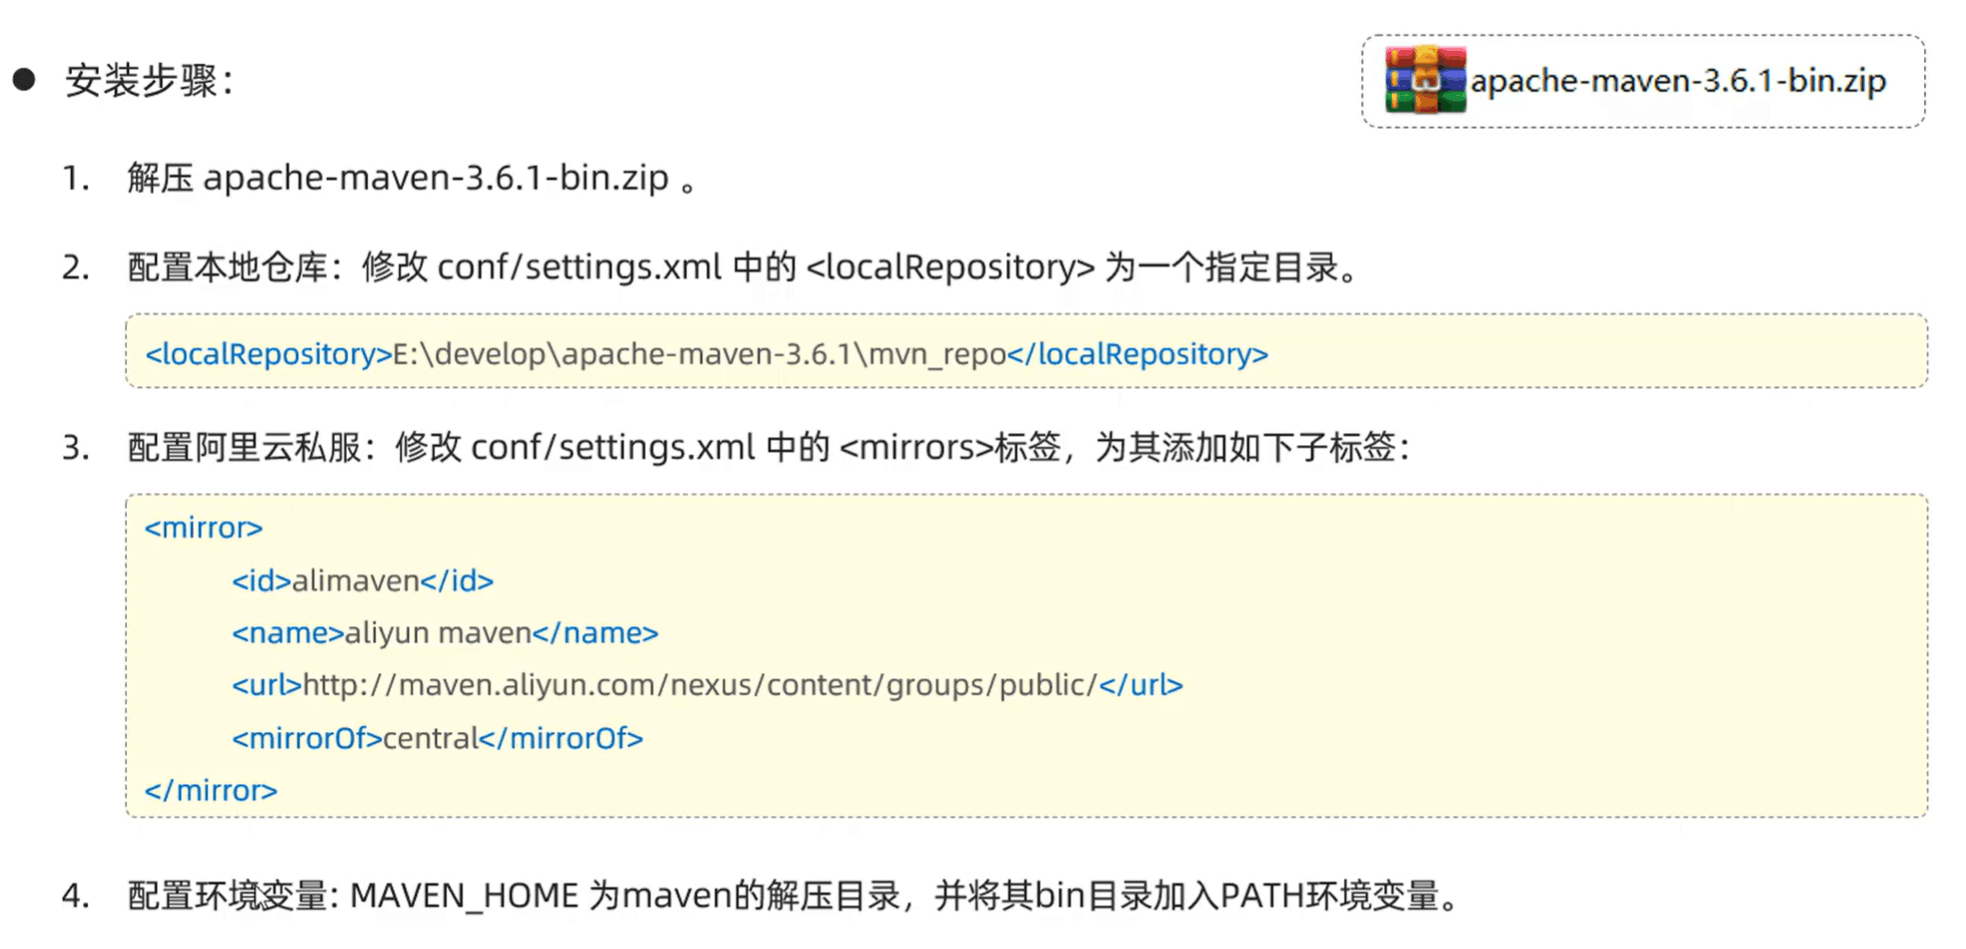 ● 安装步骤：
apache-maven-3.6.1-bin.zip
1. 解压 apache-maven-3.6.1-bin.zip 。
2. 配置本地仓库：修改 conf/settings.xml 中的 <localRepository> 为一个指定目录。
<localRepository>E:\develop\apache-maven-3.6.1\mvn_repo</localRepository>
3. 配置阿里云私服：修改 conf/settings.xml 中的 <mirrors>标签，为其添加如下子标签：
<mirror>
<id>alimaven</id>
<name>aliyun maven</name>
<url>http://maven.aliyun.com/nexus/content/groups/public/</url>
<mirrorOf>central</mirrorOf>
</mirror>
4. 配置环境变量: MAVEN_HOME 为maven的解压目录，并将其bin目录加入PATH环境变量。